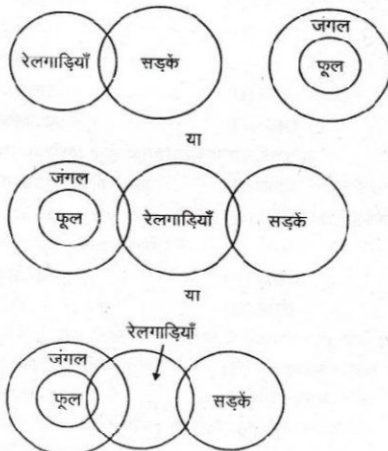 रेलगाड़ियाँ सड़कें जंगल
फूल
या
जंगल
फूल रेलगाड़ियाँ सड़कें
या
रेलगाड़ियाँ
जंगल
फूल सड़कें